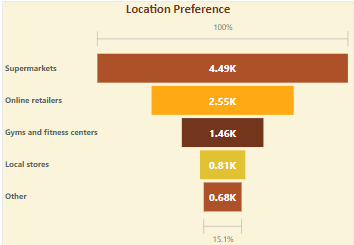 Location Preference
100%
Supermarkets 4.49K
Online retailers 2.55K
Gyms and fitness centers 1.46K
Local stores 0.81K
Other 0.68K
15.1%